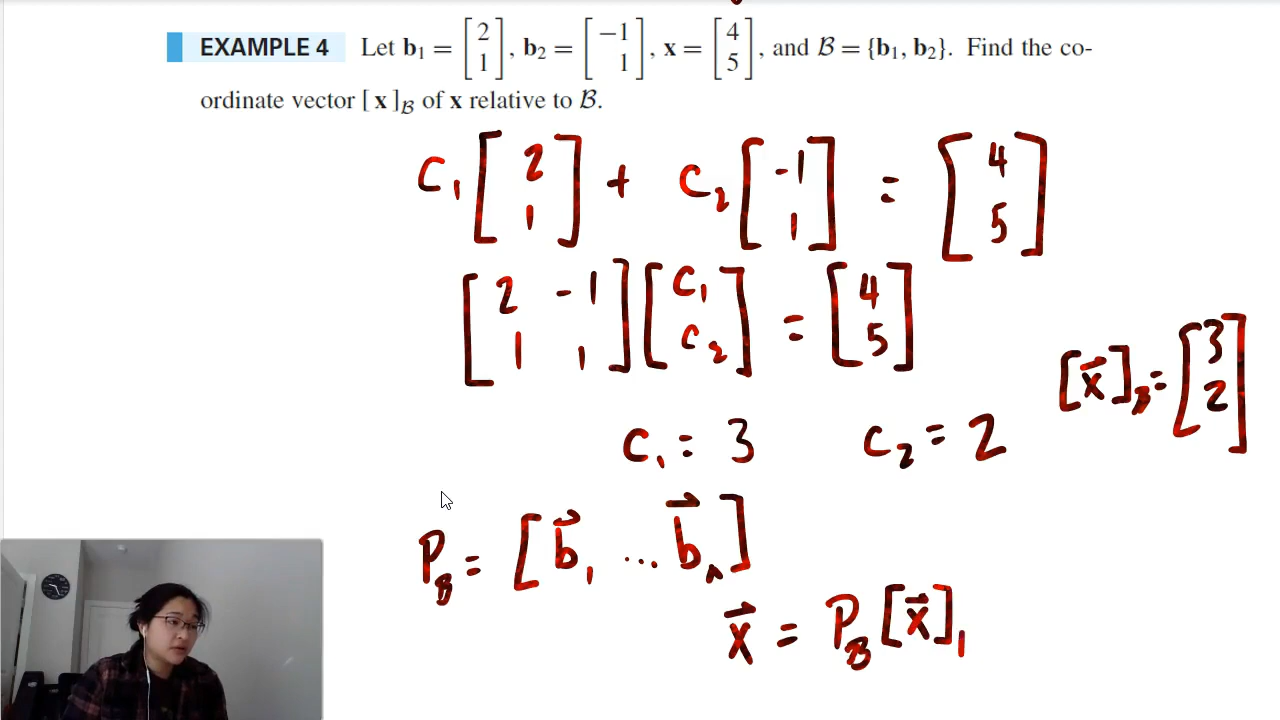 EXAMPLE 4 Let b₁ = [2 1], b₂ = [−1 1], x = [4 5], and ℬ = {b₁, b₂}. Find the co-
ordinate vector [x]ℬ of x relative to ℬ.
c₁ [2 1] + c₂ [-1 1] = [4 5]
[2 -1 1 1] [c₁ c₂] = [4 5]
[x⃗]ℬ = [3 2]
c₁ = 3 c₂ = 2
Pℬ = [b⃗₁ ... b⃗ₙ]
x⃗ = Pℬ [x⃗]₁